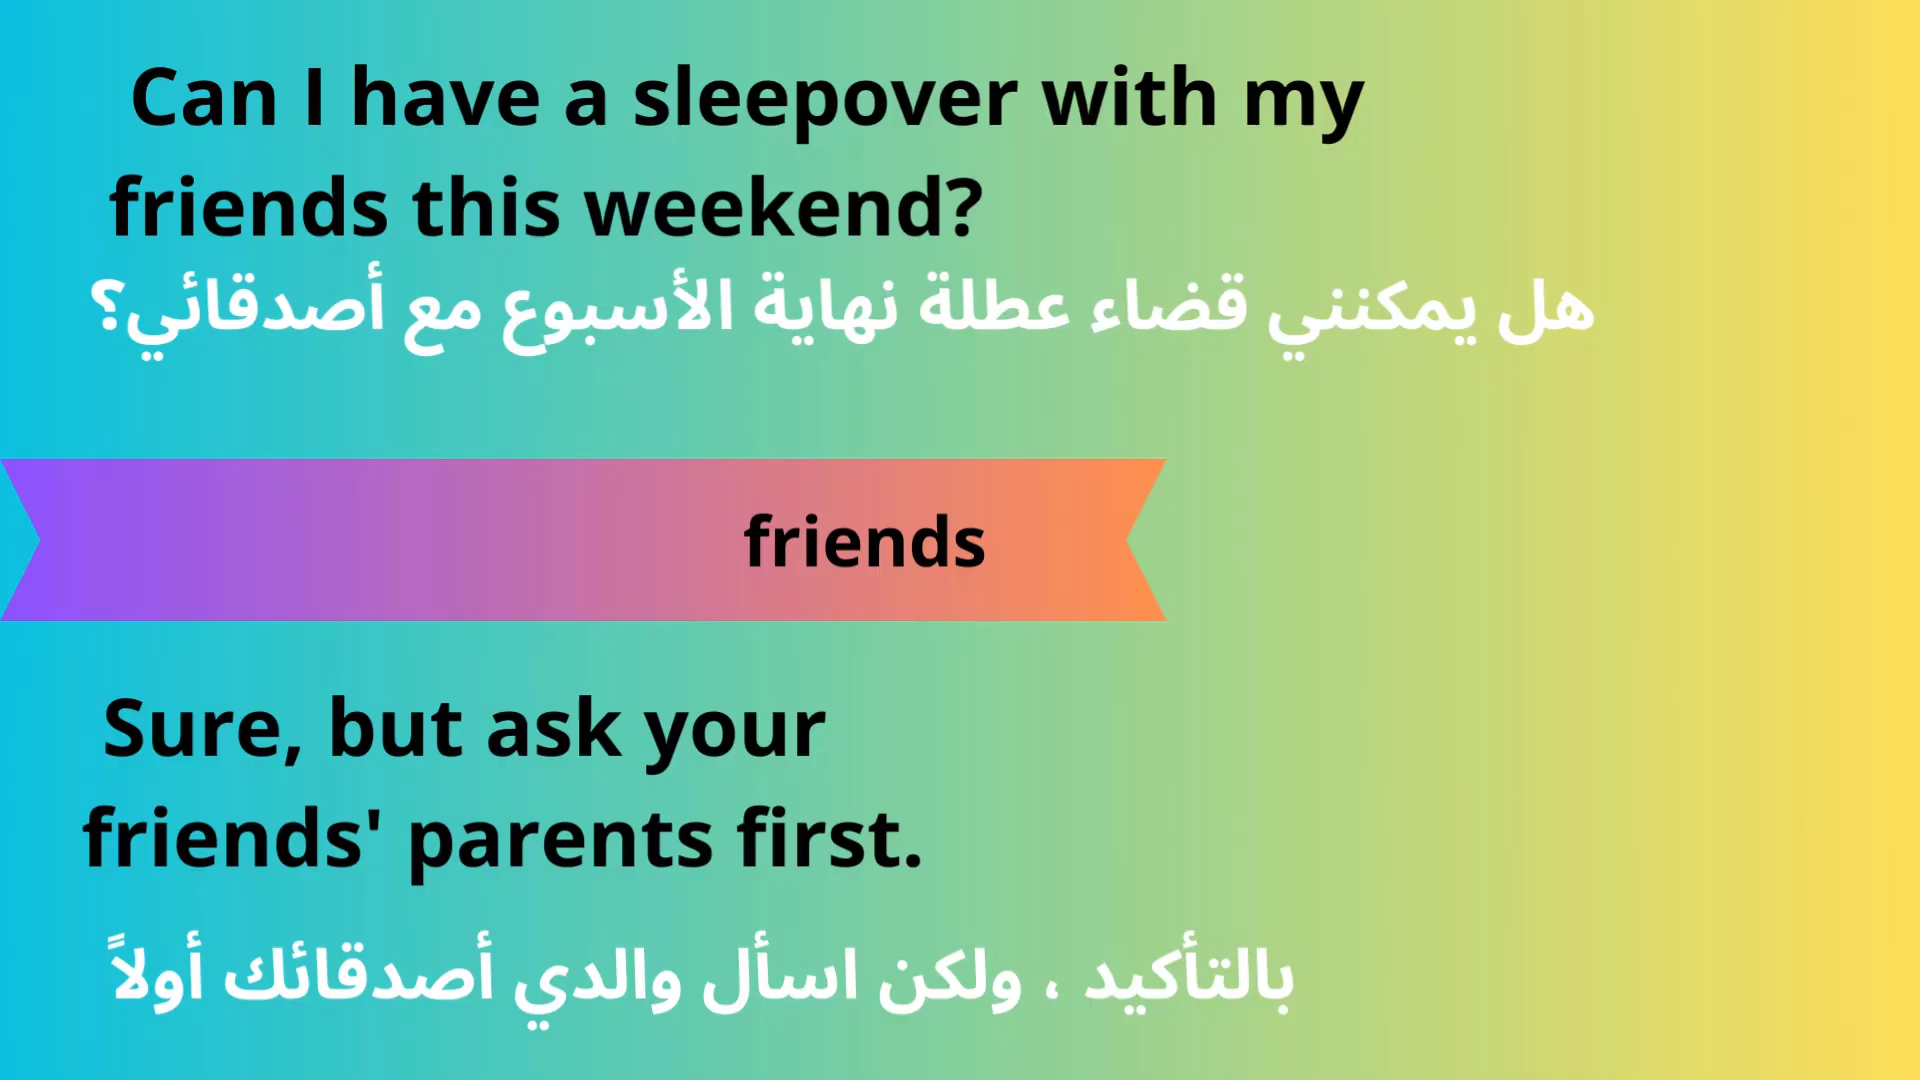 Can I have a sleepover with my
friends this weekend?
هل يمكنني قضاء عطلة نهاية الأسبوع مع أصدقائي؟
friends
Sure, but ask your
friends' parents first.
بالتأكيد ، ولكن اسأل والدي أصدقائك أولاً